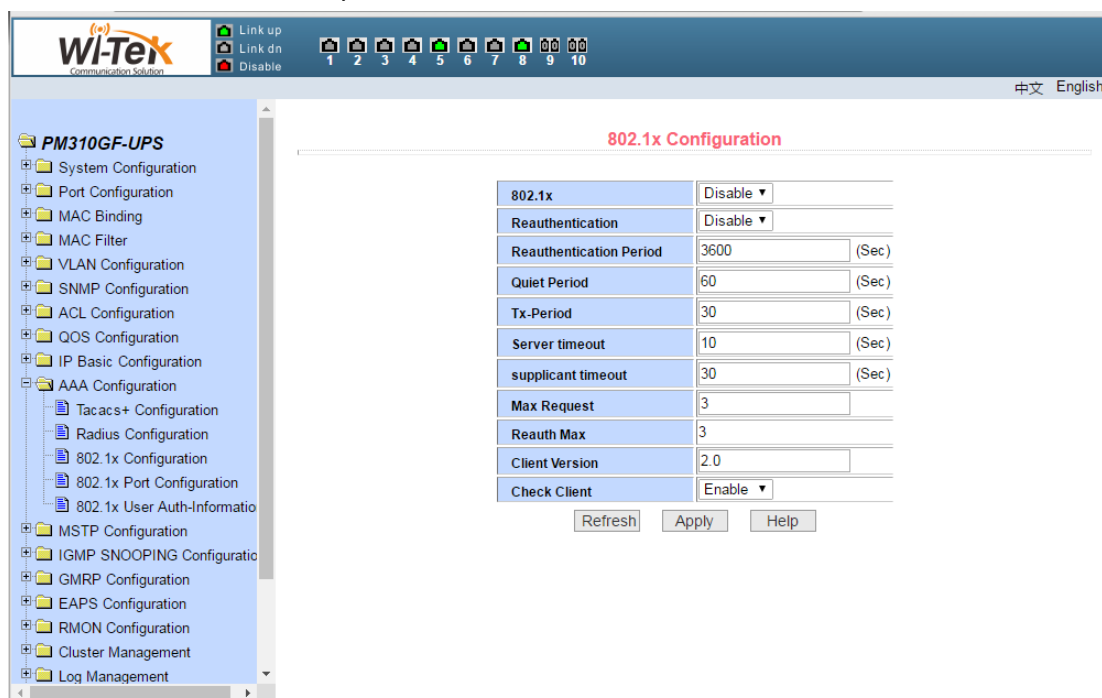 WI-TEK
Communication Solution
Link up
Link dn
Disable
1 2 3 4 5 6 7 8 9 10
中文 English
PM310GF-UPS
System Configuration
Port Configuration
MAC Binding
MAC Filter
VLAN Configuration
SNMP Configuration
ACL Configuration
QOS Configuration
IP Basic Configuration
AAA Configuration
Tacacs+ Configuration
Radius Configuration
802.1x Configuration
802.1x Port Configuration
802.1x User Auth-Informatio
MSTP Configuration
IGMP SNOOPING Configuratio
GMRP Configuration
EAPS Configuration
RMON Configuration
Cluster Management
Log Management
802.1x Configuration
802.1x Disable
Reauthentication Disable
Reauthentication Period 3600 (Sec)
Quiet Period 60 (Sec)
Tx-Period 30 (Sec)
Server timeout 10 (Sec)
supplicant timeout 30 (Sec)
Max Request 3
Reauth Max 3
Client Version 2.0
Check Client Enable
Refresh Apply Help